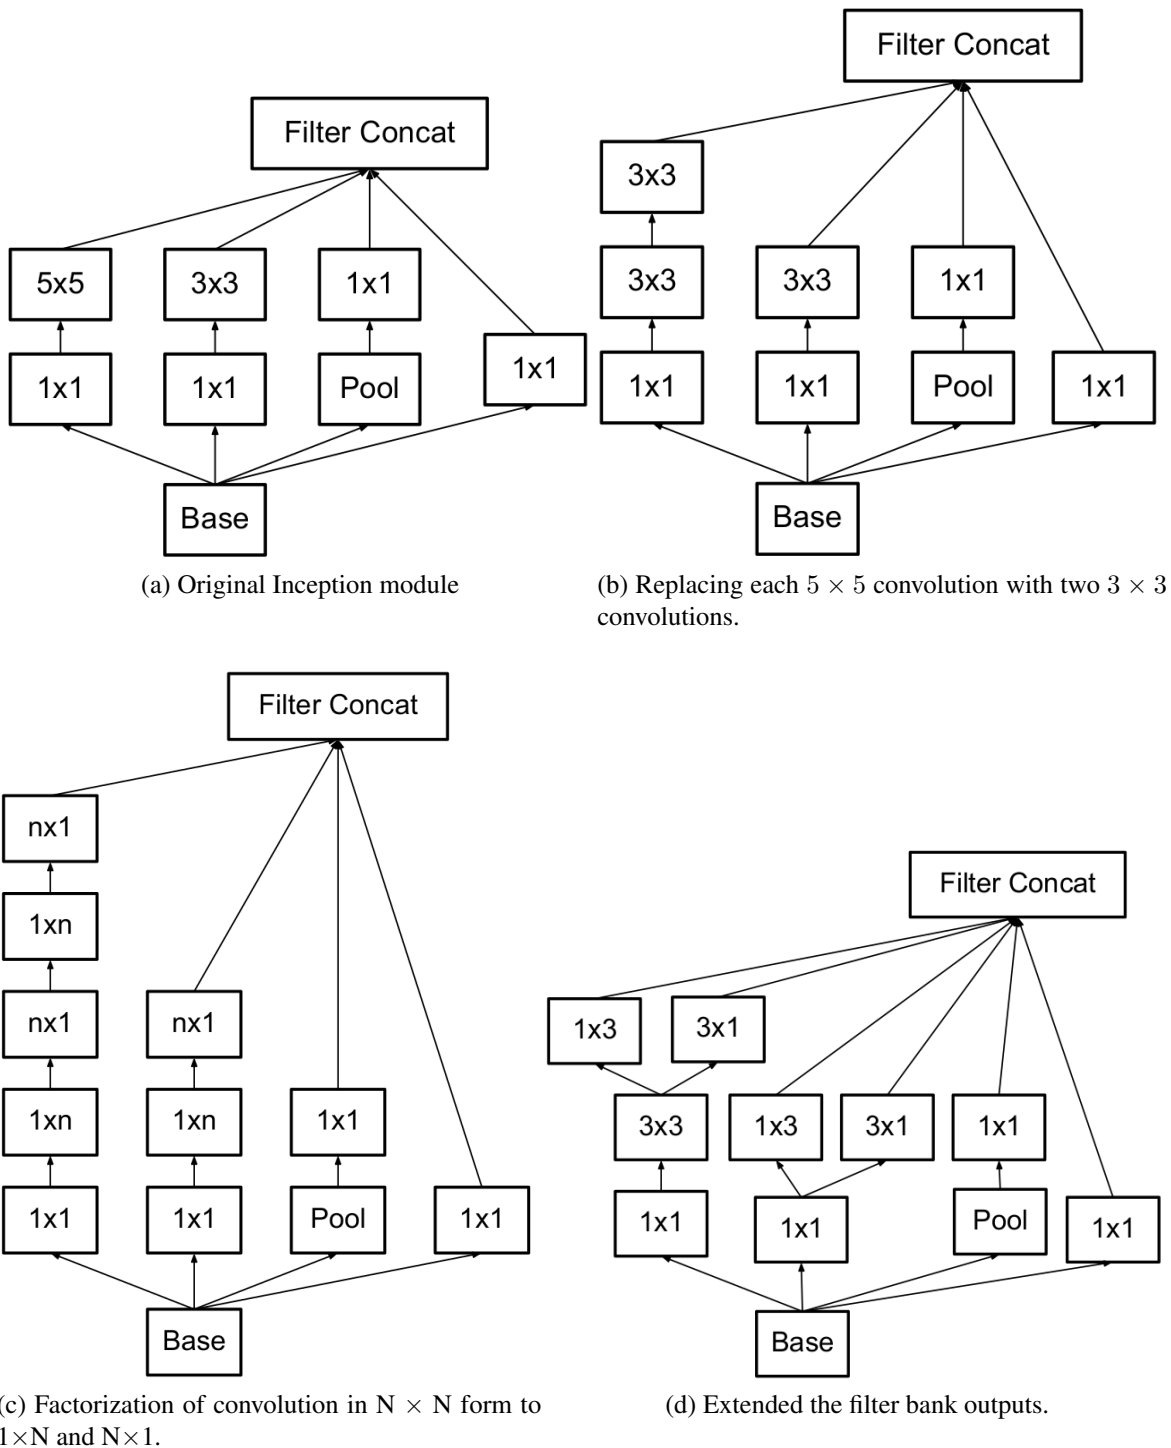 Filter Concat
5x5
3x3
1x1
1x1
1x1
1x1
Pool
Base
(a) Original Inception module
Filter Concat
3x3
3x3
3x3
1x1
1x1
1x1
Pool
1x1
Base
(b) Replacing each 5 × 5 convolution with two 3 × 3
convolutions.
Filter Concat
nx1
1xn
nx1
nx1
1xn
1xn
1x1
1x1
1x1
Pool
1x1
Base
(c) Factorization of convolution in N × N form to
1×N and N×1.
Filter Concat
1x3
3x1
3x3
1x3
3x1
1x1
1x1
1x1
Pool
1x1
Base
(d) Extended the filter bank outputs.